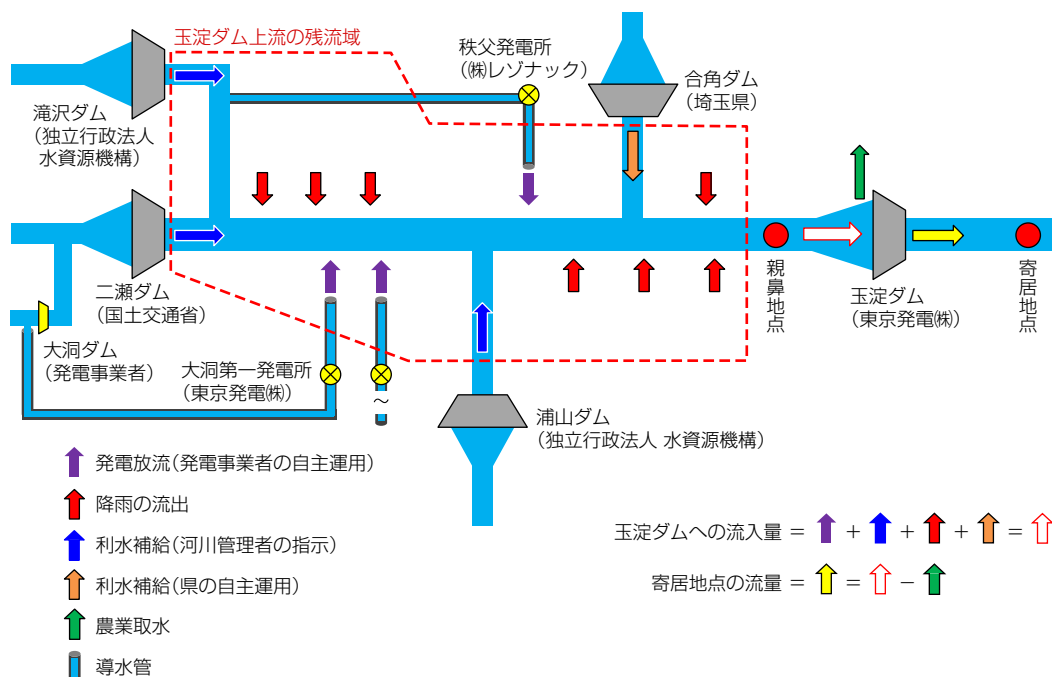 玉淀ダム上流の残流域
秩父発電所
(㈱レゾナック)
合角ダム
(埼玉県)
滝沢ダム
(独立行政法人
水資源機構)
二瀬ダム
(国土交通省)
親鼻地点
玉淀ダム
(東京発電㈱)
寄居地点
大洞ダム
(発電事業者)
大洞第一発電所
(東京発電㈱)
~
浦山ダム
(独立行政法人 水資源機構)
発電放流(発電事業者の自主運用)
降雨の流出
利水補給(河川管理者の指示)
利水補給(県の自主運用)
農業取水
導水管
玉淀ダムへの流入量 = + + + =
寄居地点の流量 = = −